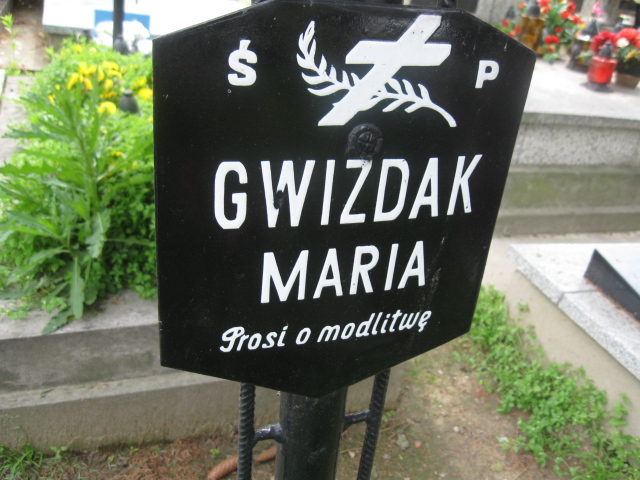 Ś P
GWIZDAK
MARIA
Prosi o modlitwę